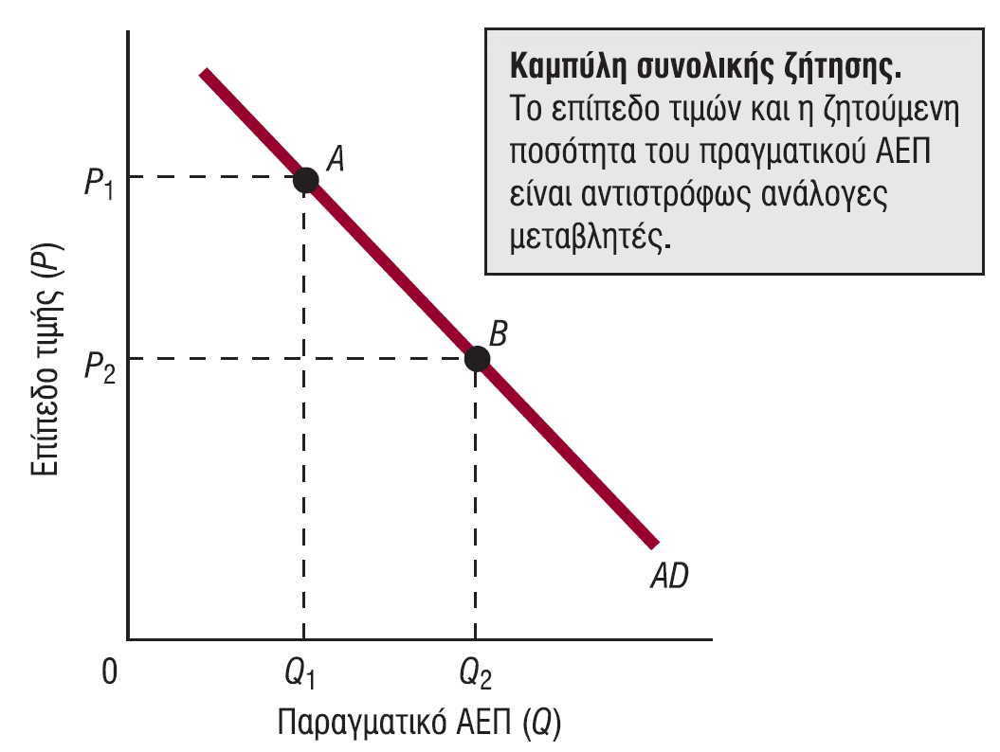 Καμπύλη συνολικής ζήτησης.
Το επίπεδο τιμών και η ζητούμενη
ποσότητα του πραγματικού ΑΕΠ
είναι αντιστρόφως ανάλογες
μεταβλητές.
A
P1
B
P2
Επίπεδο τιμής (P)
AD
0
Q1
Q2
Παραγματικό ΑΕΠ (Q)